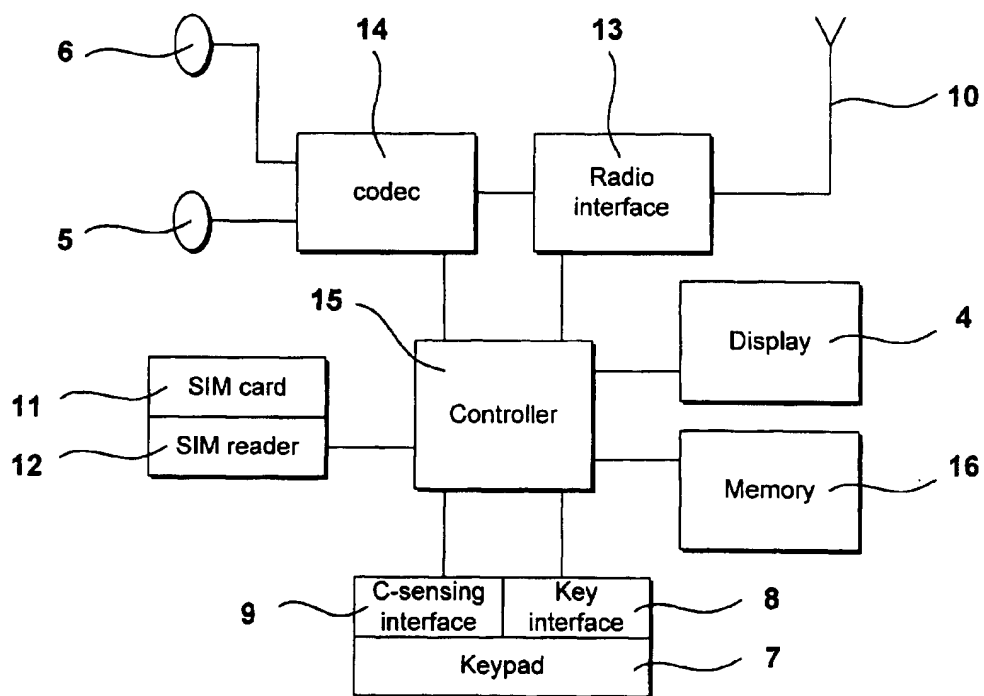 6
14
13
10
codec
Radio
interface
5
15
4
Display
11
SIM card
Controller
12
SIM reader
16
Memory
9
C-sensing
interface
Key
interface
8
Keypad
7